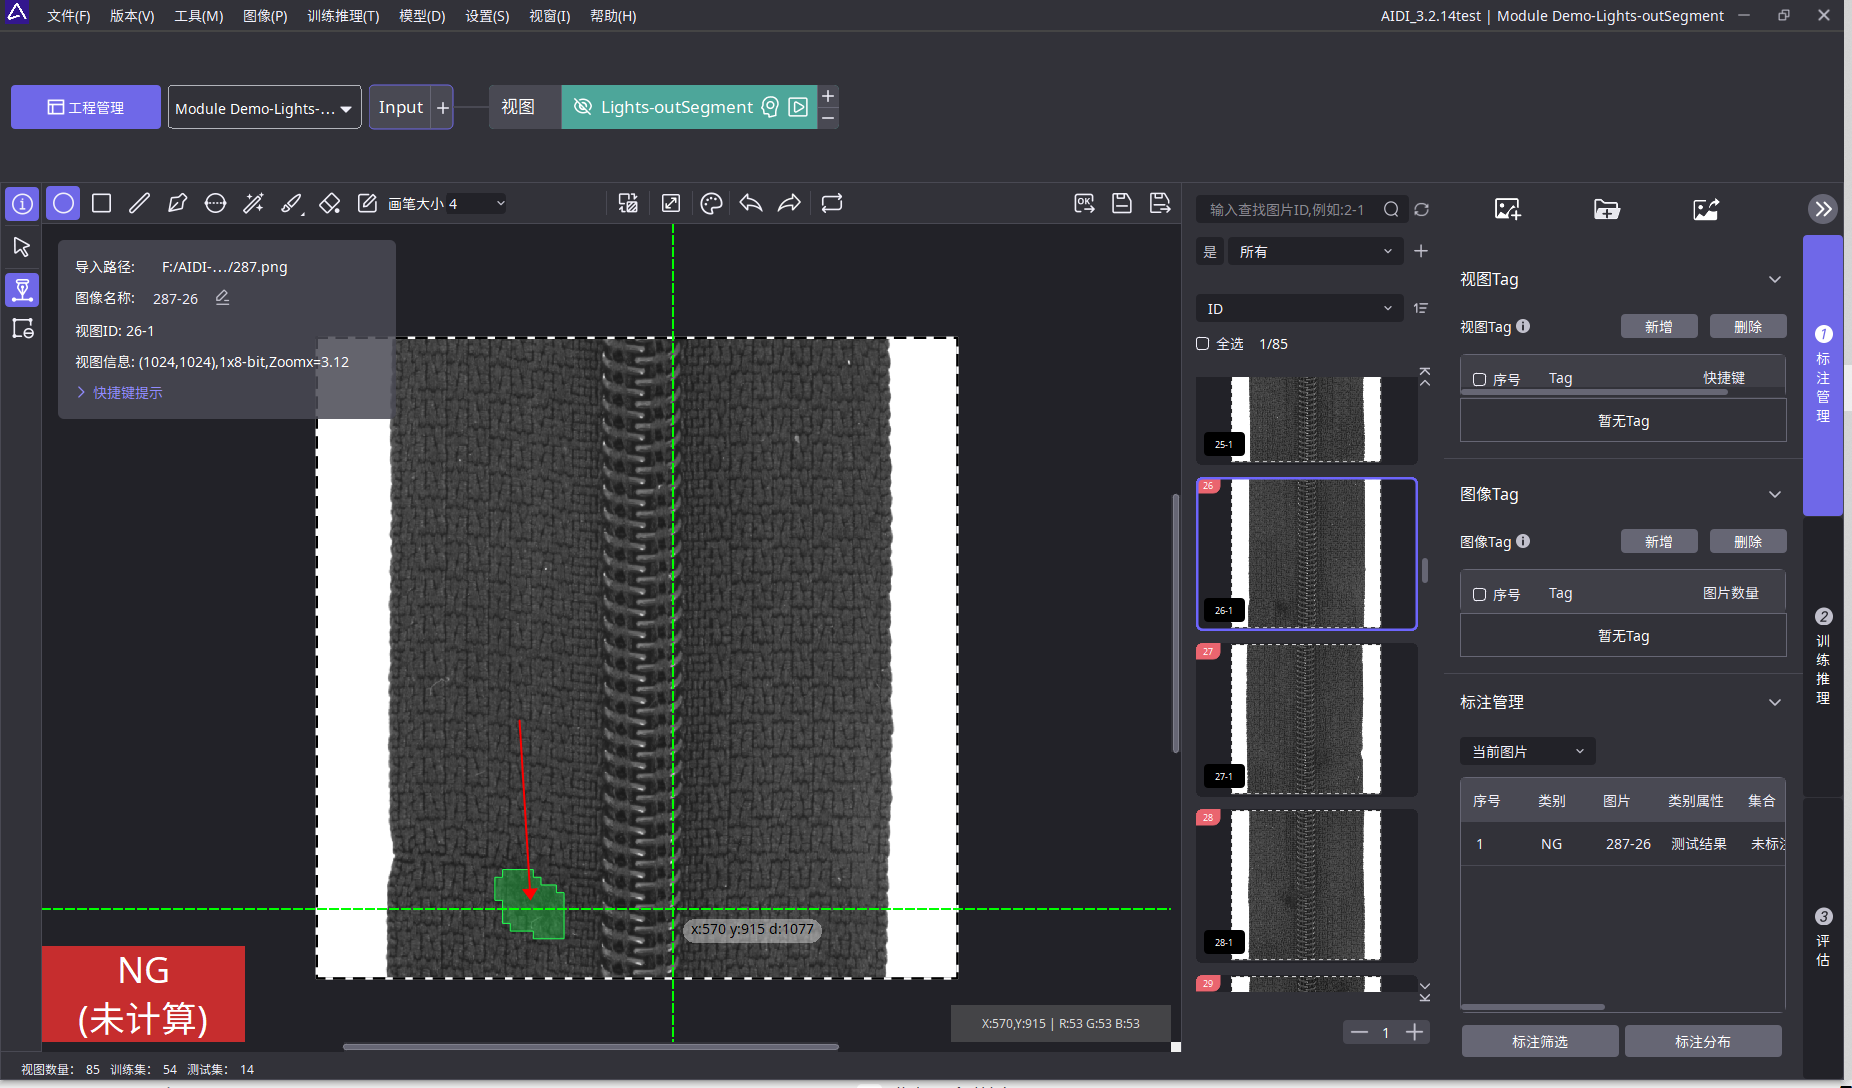 文件(F) 版本(V) 工具(M) 图像(P) 训练推理(T) 模型(D) 设置(S) 视窗(I) 帮助(H)
AIDI_3.2.14test | Module Demo-Lights-outSegment
工程管理
Module Demo-Lights-...
Input +
视图
Lights-outSegment
画笔大小 4
OK
导入路径: F:/AIDI-.../287.png
图像名称: 287-26
视图ID: 26-1
视图信息: (1024,1024),1x8-bit,Zoomx=3.12
快捷键提示
x:570 y:915 d:1077
NG
(未计算)
X:570,Y:915 | R:53 G:53 B:53
视图数量: 85 训练集: 54 测试集: 14
输入查找图片ID,例如:2-1
是 所有
ID
全选 1/85
25-1
26
26-1
27
27-1
28
28-1
29
1
视图Tag
视图Tag 新增 删除
序号 Tag 快捷键
暂无Tag
图像Tag
图像Tag 新增 删除
序号 Tag 图片数量
暂无Tag
标注管理
当前图片
序号 类别 图片 类别属性 集合
1 NG 287-26 测试结果 未标
标注筛选 标注分布
1 标注管理
2 训练推理
3 评估